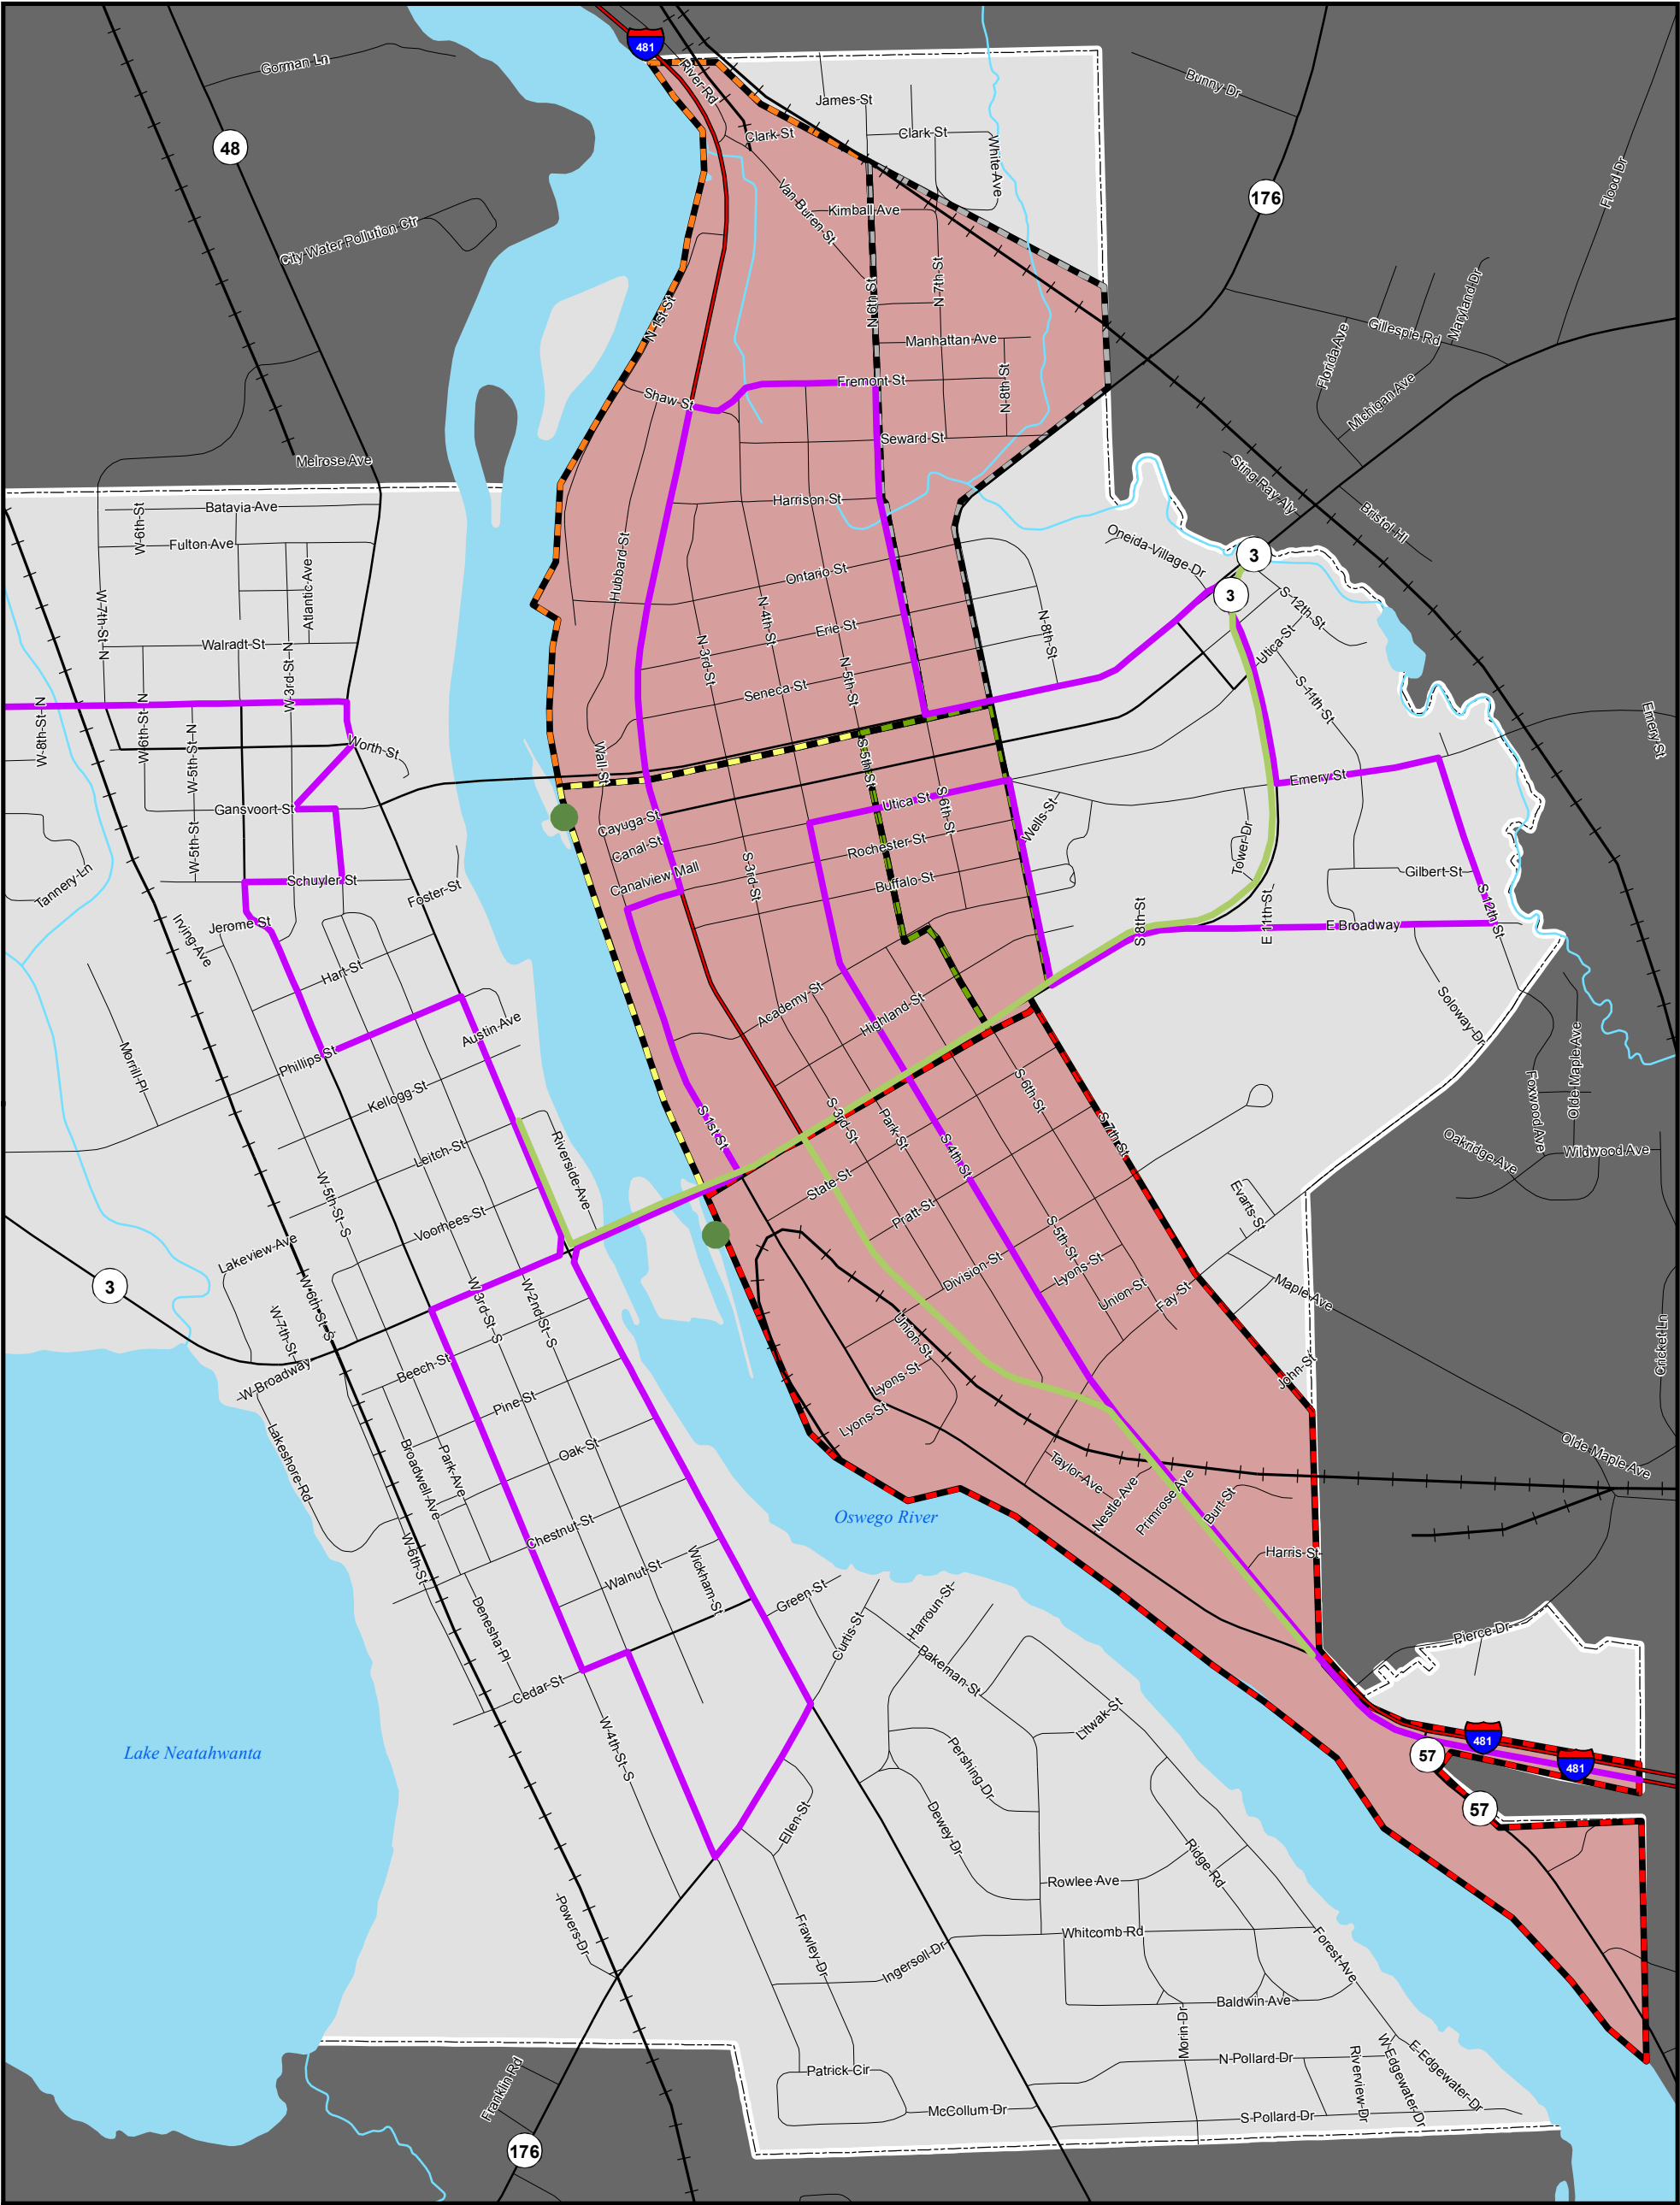 481
Gorman Ln
River Rd
Bunny Dr
James-St
Clark St
Clark St
48
White Ave
176
Flood Dr
Van-Buren-St
Kimball Ave
City Water Pollution Ctr
N-7th-St
N-6th-St
Maryland Dr
N-1st-St
Gillespie Rd
Florida Ave
Manhattan Ave
Fremont St
Shaw St
N-8th St
Michigan Ave
Seward St
Melrose Ave
Sting Ray Aly
Harrison St
Batavia Ave
W-6th-St
Bristol Hl
Fulton Ave
Oneida-Village-Dr
3
Hubbard-St
Ontario-St
Atlantic-Ave
3
S-12th-St
W-7th-St-N
N-4th-St
Erie-St
N-8th-St
Walradt-St
Utica-St
N-3rd-St
W-3rd-St-N
N-5th-St
Seneca-St
S-11th-St
W-8th-St-N
W-6th-St-N
W-5th-St-N
Emery-St
Worth-St
Wall-St
S-5th-St
Emery St
Gansvoort-St
Utica St
S-6th-St
Cayuga-St
Wells-St
Canal-St
Rochester-St
Tower-Dr
W-5th-St
Canalview Mall
S-3rd-St
Buffalo-St
Gilbert-St
Schuyler-St
Tannery-Ln
Foster-St
S-12th-St
Jerome St
Irving-Ave
S-8th-St
E-11th-St
E Broadway
Hart-St
Academy-St
Highland-St
Soloway-Dr
Austin-Ave
Phillips-St
Morrill-Pl
Olde Maple Ave
Foxwood-Ave
Kellogg-St
S-6th-St
S-1st-St
S-3rd-St
Park-St
S-7th-St
S-4th-St
Leitch-St
Riverside-Ave
Oakridge-Ave
Wildwood Ave
State-St
W-5th-St--S
Pratt-St
Evarts-St
Voorhees-St
S-5th-St
Lakeview Ave
Division-St
Lyons-St
3
W-6th-St--S
W-3rd-St--S
W-2nd-St--S
Union-St
Fay-St
Maple-Ave
W-7th-St
Union-St
Cricket-Ln
Beech-St
Lyons-St
John-St
W-Broadway
Pine-St
Lyons-St
Lakeshore-Rd
Broadwell-Ave
Park-Ave
Oak-St
Olde-Maple-Ave
Taylor-Ave
Nestle Ave
Primrose Ave
Burt-St
Oswego River
Chestnut-St
W-6th-St
Harris-St
Walnut-St
Wickham-S
Green-St
Harroun-St
Denesha-Pl
Curtis-St
Bakeman-St
Pierce-Dr
Cedar-St
Litwak-St
W-4th-St--S
Lake Neatahwanta
481
57
481
Pershing-Dr
57
Ellen-St
Dewey-Dr
Ridge-Rd
Rowlee Ave
Powers-Dr
Frawley-Dr
Whitcomb Rd
Ingersoll-Dr
Forest-Ave
Baldwin-Ave
Morin-Dr
Franklin Rd
Patrick Cir
N-Pollard-Dr
Riverview-Dr
W-Edgewater-Dr
E-Edgewater-Dr
McCollum-Dr
S-Pollard-Dr
176